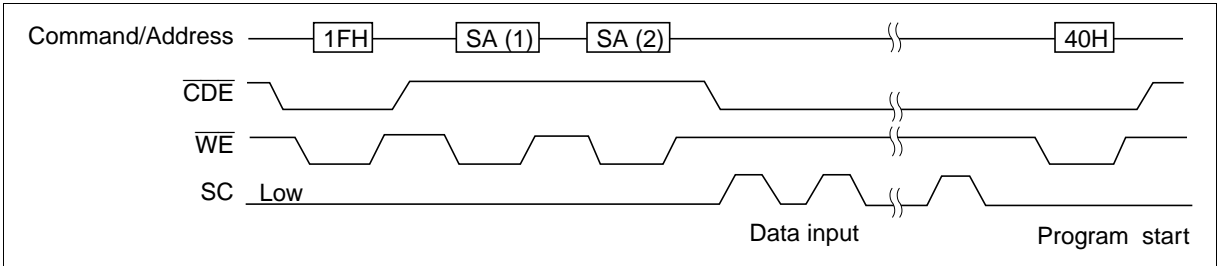 Command/Address 1FH SA (1) SA (2) 40H
CDE
WE
SC Low
Data input Program start